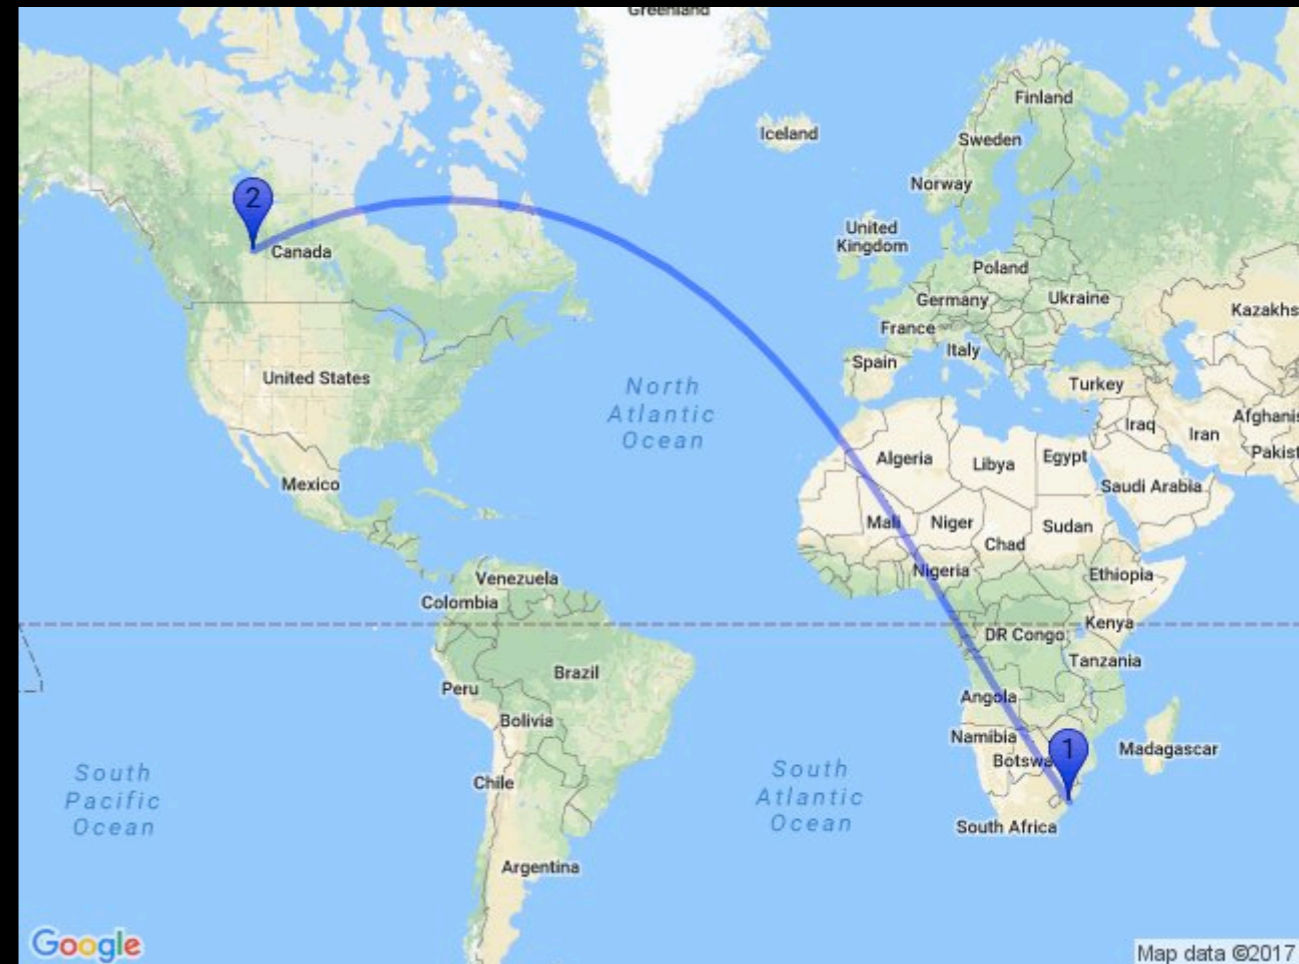 Greenland
Finland
Iceland
Sweden
Norway
2
United
Kingdom
Canada
Poland
Germany
Ukraine
Kazakhs
France
Italy
Spain
United States
Turkey
North
Atlantic
Ocean
Afghanis
Iraq
Iran
Pakist
Algeria
Libya
Egypt
Saudi Arabia
Mexico
Mali
Niger
Sudan
Chad
Nigeria
Ethiopia
Venezuela
Colombia
Kenya
DR Congo
Tanzania
Brazil
Peru
Angola
Bolivia
Namibia
1
Madagascar
Botswa
South
Pacific
Ocean
Chile
South
Atlantic
Ocean
South Africa
Argentina
Google
Map data ©2017